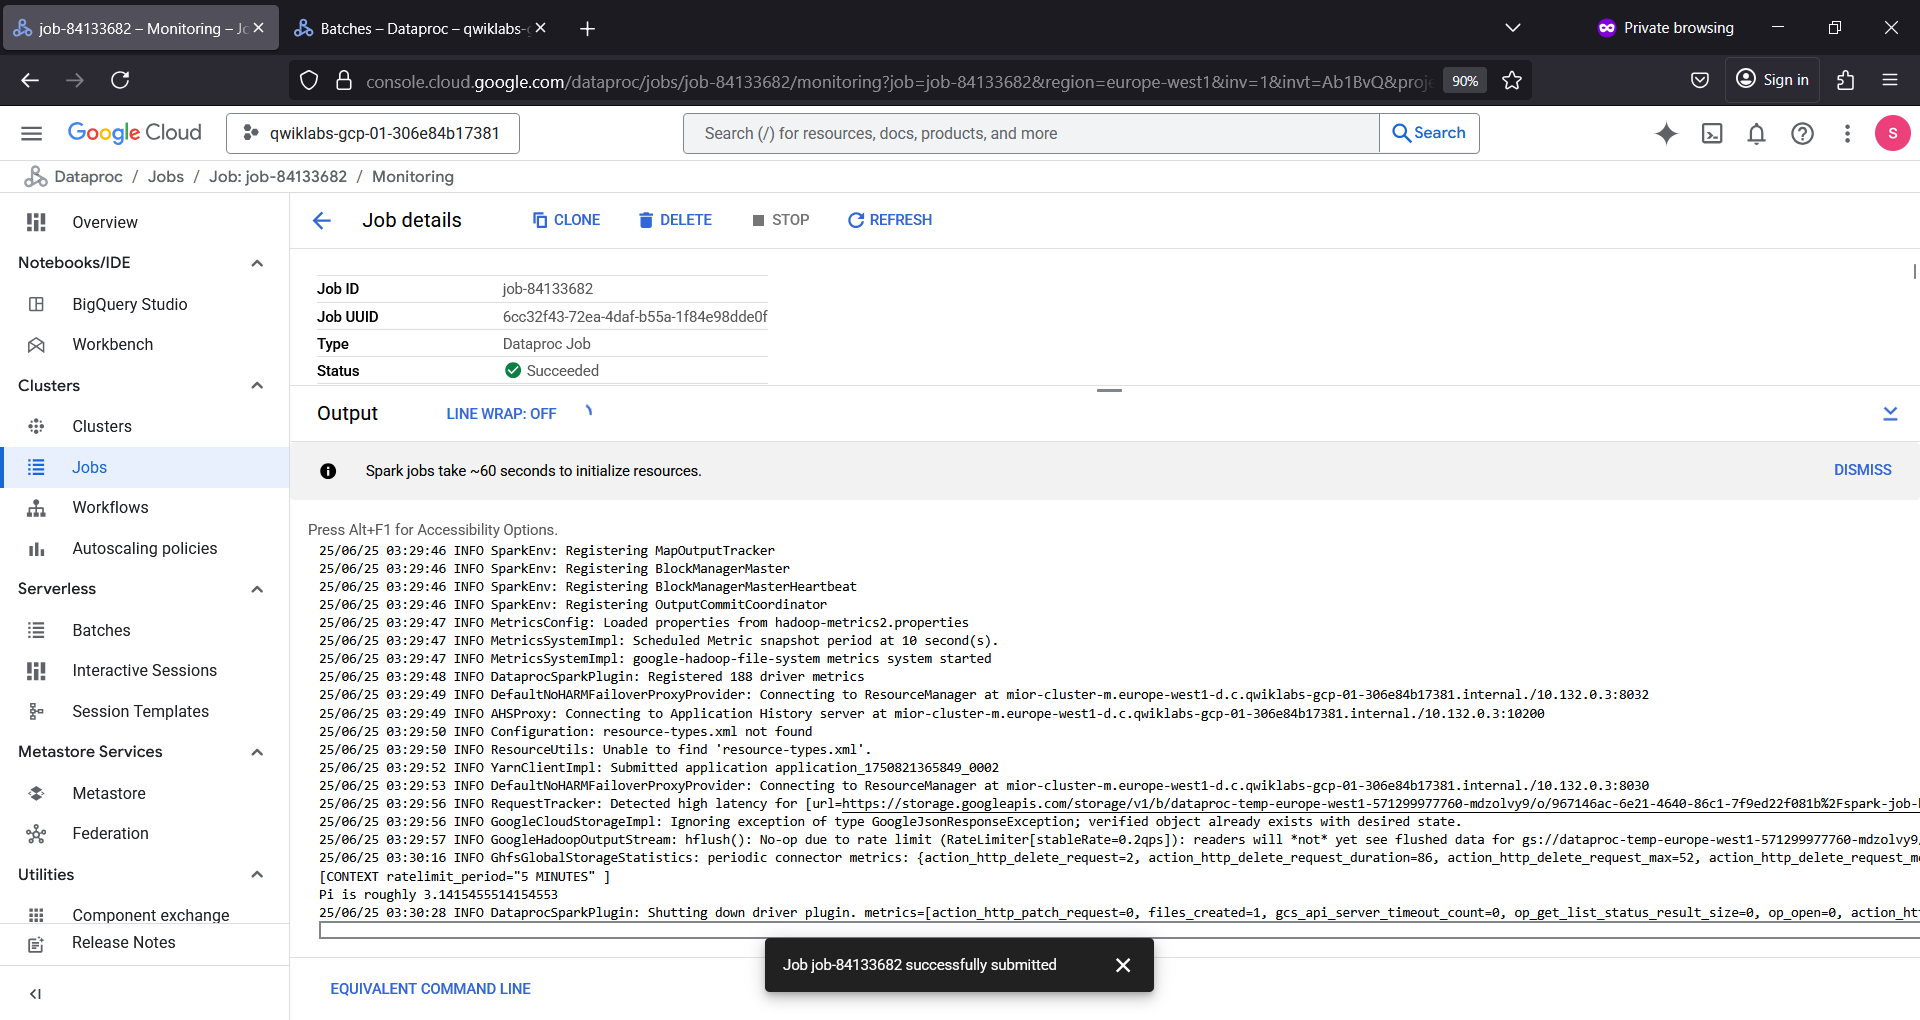 job-84133682 – Monitoring – Jo
Batches – Dataproc – qwiklabs-g
Private browsing
console.cloud.google.com/dataproc/jobs/job-84133682/monitoring?job=job-84133682&region=europe-west1&inv=1&invt=Ab1BvQ&proje
90%
Sign in
Google Cloud
qwiklabs-gcp-01-306e84b17381
Search (/) for resources, docs, products, and more
Search
S
Dataproc / Jobs / Job: job-84133682 / Monitoring
Overview
Notebooks/IDE
BigQuery Studio
Workbench
Clusters
Clusters
Jobs
Workflows
Autoscaling policies
Serverless
Batches
Interactive Sessions
Session Templates
Metastore Services
Metastore
Federation
Utilities
Component exchange
Release Notes
Job details
CLONE
DELETE
STOP
REFRESH
Job ID job-84133682
Job UUID 6cc32f43-72ea-4daf-b55a-1f84e98dde0f
Type Dataproc Job
Status Succeeded
Output
LINE WRAP: OFF
Spark jobs take ~60 seconds to initialize resources.
DISMISS
Press Alt+F1 for Accessibility Options.
25/06/25 03:29:46 INFO SparkEnv: Registering MapOutputTracker
25/06/25 03:29:46 INFO SparkEnv: Registering BlockManagerMaster
25/06/25 03:29:46 INFO SparkEnv: Registering BlockManagerMasterHeartbeat
25/06/25 03:29:46 INFO SparkEnv: Registering OutputCommitCoordinator
25/06/25 03:29:47 INFO MetricsConfig: Loaded properties from hadoop-metrics2.properties
25/06/25 03:29:47 INFO MetricsSystemImpl: Scheduled Metric snapshot period at 10 second(s).
25/06/25 03:29:47 INFO MetricsSystemImpl: google-hadoop-file-system metrics system started
25/06/25 03:29:48 INFO DataprocSparkPlugin: Registered 188 driver metrics
25/06/25 03:29:49 INFO DefaultNoHARMFailoverProxyProvider: Connecting to ResourceManager at mior-cluster-m.europe-west1-d.c.qwiklabs-gcp-01-306e84b17381.internal./10.132.0.3:8032
25/06/25 03:29:49 INFO AHSProxy: Connecting to Application History server at mior-cluster-m.europe-west1-d.c.qwiklabs-gcp-01-306e84b17381.internal./10.132.0.3:10200
25/06/25 03:29:50 INFO Configuration: resource-types.xml not found
25/06/25 03:29:50 INFO ResourceUtils: Unable to find 'resource-types.xml'.
25/06/25 03:29:52 INFO YarnClientImpl: Submitted application application_1750821365849_0002
25/06/25 03:29:53 INFO DefaultNoHARMFailoverProxyProvider: Connecting to ResourceManager at mior-cluster-m.europe-west1-d.c.qwiklabs-gcp-01-306e84b17381.internal./10.132.0.3:8030
25/06/25 03:29:56 INFO RequestTracker: Detected high latency for [url=https://storage.googleapis.com/storage/v1/b/dataproc-temp-europe-west1-571299977760-mdzolvy9/o/967146ac-6e21-4640-86c1-7f9ed22f081b%2Fspark-job-h
25/06/25 03:29:56 INFO GoogleCloudStorageImpl: Ignoring exception of type GoogleJsonResponseException; verified object already exists with desired state.
25/06/25 03:29:57 INFO GoogleHadoopOutputStream: hflush(): No-op due to rate limit (RateLimiter[stableRate=0.2qps]): readers will *not* yet see flushed data for gs://dataproc-temp-europe-west1-571299977760-mdzolvy9/
25/06/25 03:30:16 INFO GhfsGlobalStorageStatistics: periodic connector metrics: {action_http_delete_request=2, action_http_delete_request_duration=86, action_http_delete_request_max=52, action_http_delete_request_me
[CONTEXT ratelimit_period="5 MINUTES" ]
Pi is roughly 3.1415455514154553
25/06/25 03:30:28 INFO DataprocSparkPlugin: Shutting down driver plugin. metrics=[action_http_patch_request=0, files_created=1, gcs_api_server_timeout_count=0, op_get_list_status_result_size=0, op_open=0, action_htt
Job job-84133682 successfully submitted
EQUIVALENT COMMAND LINE